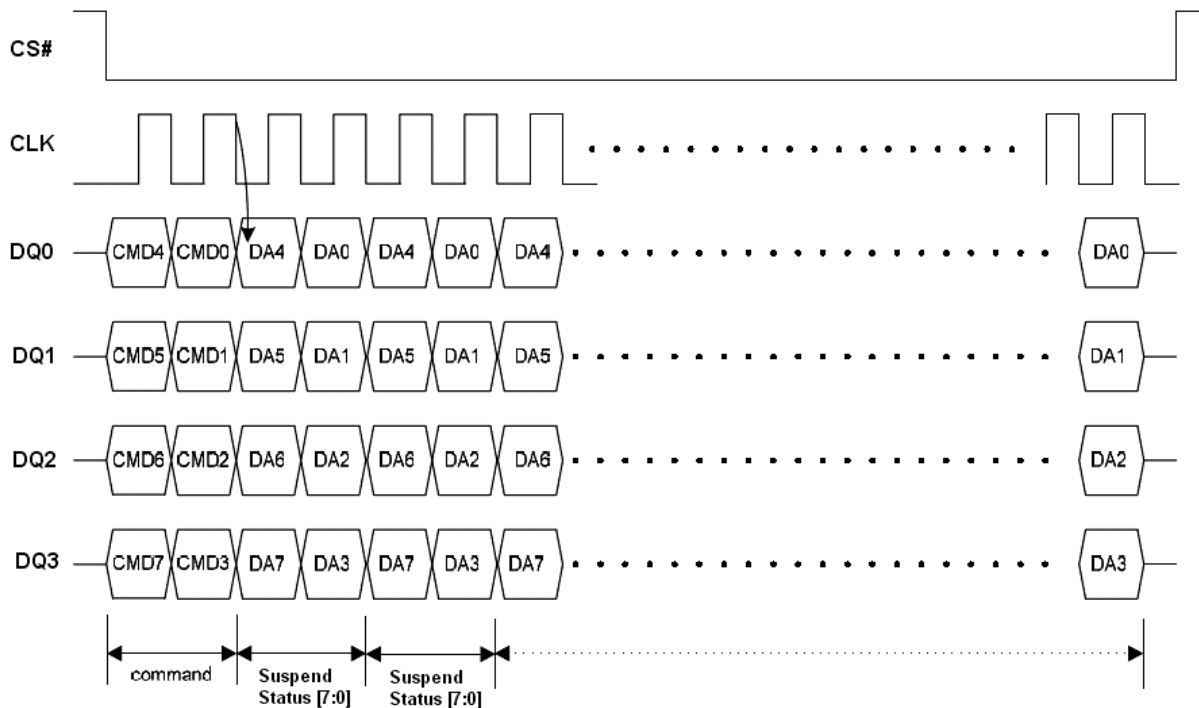 CS#
CLK
DQ0 CMD4 CMD0 DA4 DA0 DA4 DA0 DA4 DA0
DQ1 CMD5 CMD1 DA5 DA1 DA5 DA1 DA5 DA1
DQ2 CMD6 CMD2 DA6 DA2 DA6 DA2 DA6 DA2
DQ3 CMD7 CMD3 DA7 DA3 DA7 DA3 DA7 DA3
command
Suspend
Status [7:0]
Suspend
Status [7:0]